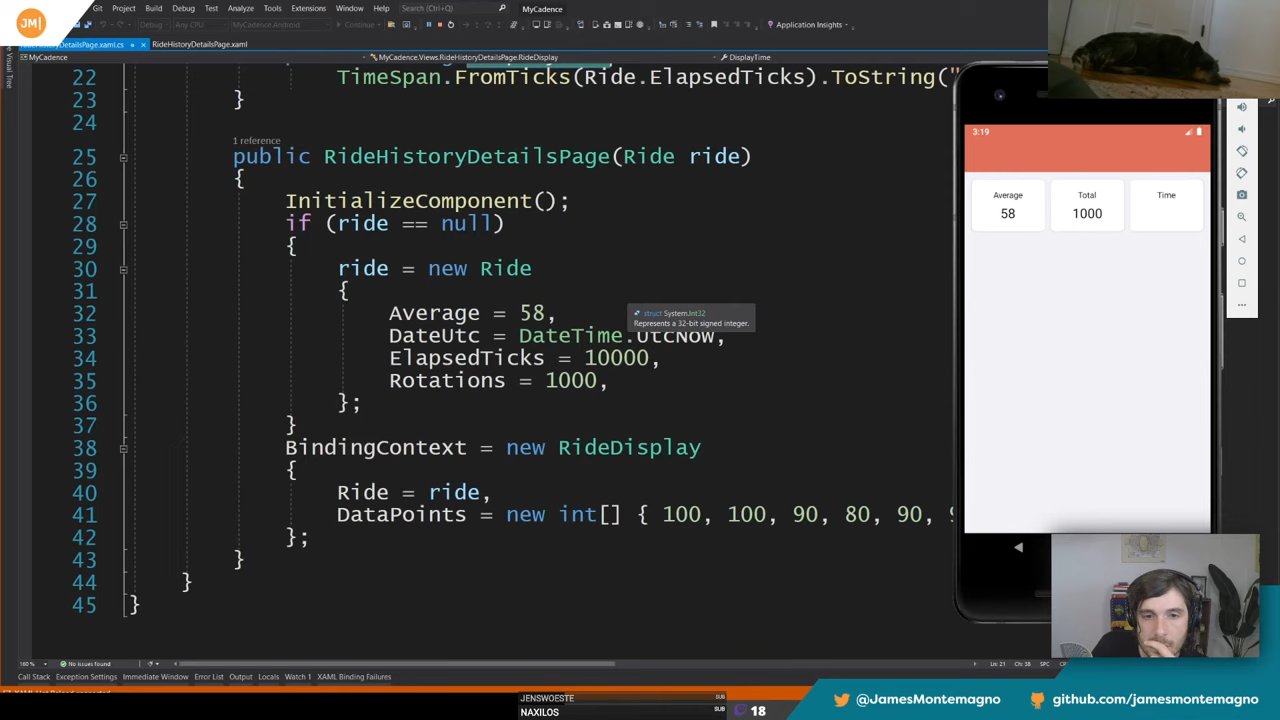 JM|
Git Project Build Debug Test Analyze Tools Extensions Window Help Search (Ctrl+Q) MyCadence
Debug Any CPU MyCadence.Android Continue Application Insights
RideHistoryDetailsPage.xaml.cs RideHistoryDetailsPage.xaml
MyCadence MyCadence.Views.RideHistoryDetailsPage.RideDisplay DisplayTime
Visual Tree
22 TimeSpan.FromTicks(Ride.ElapsedTicks).ToString("
23 }
24
1 reference
25 public RideHistoryDetailsPage(Ride ride)
26 {
27 InitializeComponent();
28 if (ride == null)
29 {
30 ride = new Ride
31 {
32 Average = 58,
33 DateUtc = DateTime.UtcNow,
34 ElapsedTicks = 10000,
35 Rotations = 1000,
36 };
37 }
38 BindingContext = new RideDisplay
39 {
40 Ride = ride,
41 DataPoints = new int[] { 100, 100, 90, 80, 90,
42 };
43 }
44 }
45 }
struct System.Int32
Represents a 32-bit signed integer.
3:19
Average Total Time
58 1000
160 % No issues found Ln: 21 Ch: 38 SPC
Call Stack Exception Settings Immediate Window Error List Output Locals Watch 1 XAML Binding Failures
JENSWOESTE SUB
NAXILOS SUB
18
@JamesMontemagno
github.com/jamesmontemagno